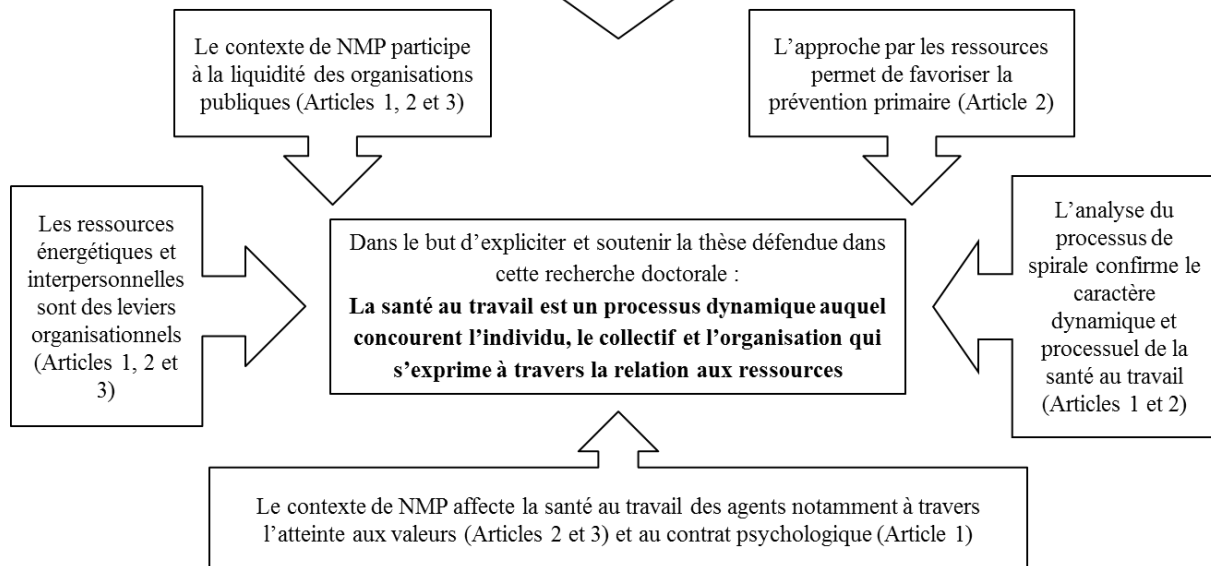 Le contexte de NMP participe
à la liquidité des organisations
publiques (Articles 1, 2 et 3)
L’approche par les ressources
permet de favoriser la
prévention primaire (Article 2)
Les ressources
énergétiques et
interpersonnelles
sont des leviers
organisationnels
(Articles 1, 2 et
3)
Dans le but d’expliciter et soutenir la thèse défendue dans
cette recherche doctorale :
La santé au travail est un processus dynamique auquel
concourent l’individu, le collectif et l’organisation qui
s’exprime à travers la relation aux ressources
L’analyse du
processus de
spirale confirme le
caractère
dynamique et
processuel de la
santé au travail
(Articles 1 et 2)
Le contexte de NMP affecte la santé au travail des agents notamment à travers
l’atteinte aux valeurs (Articles 2 et 3) et au contrat psychologique (Article 1)